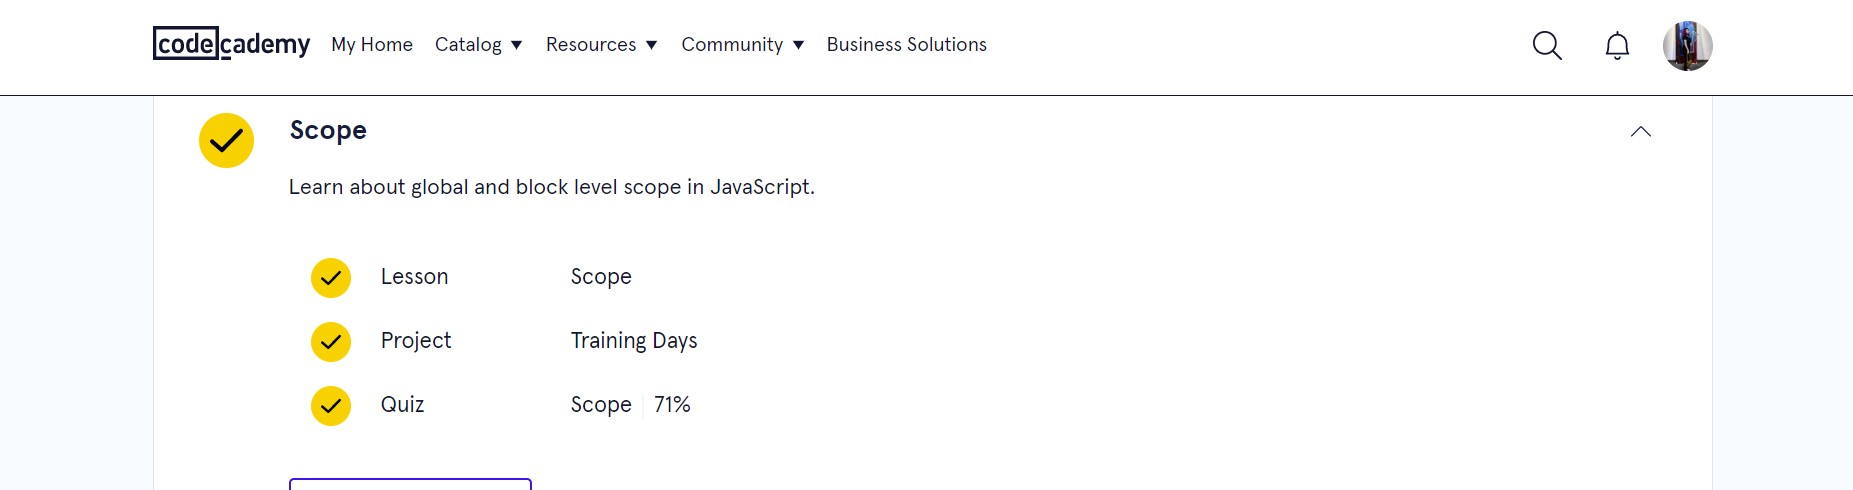 codecademy My Home Catalog Resources Community Business Solutions
Scope
Learn about global and block level scope in JavaScript.
Lesson Scope
Project Training Days
Quiz Scope 71%